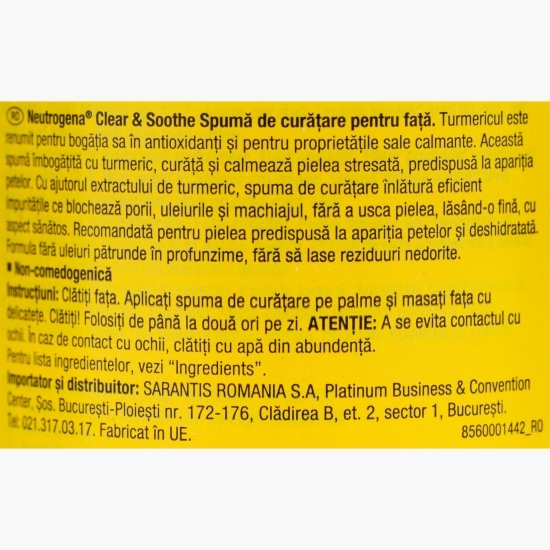 RO Neutrogena® Clear & Soothe Spumă de curățare pentru față. Turmericul este
renumit pentru bogăția sa în antioxidanți și pentru proprietățile sale calmante. Această
spumă îmbogățită cu turmeric, curăță și calmează pielea stresată, predispusă la apariția
petelor. Cu ajutorul extractului de turmeric, spuma de curățare înlătură eficient
impuritățile ce blochează porii, uleiurile și machiajul, fără a usca pielea, lăsând-o fină, cu
aspect sănătos. Recomandată pentru pielea predispusă la apariția petelor și deshidratată.
Formula fără uleiuri pătrunde în profunzime, fără să lase reziduuri nedorite.
▪ Non-comedogenică
Instrucțiuni: Clătiți fața. Aplicați spuma de curățare pe palme și masați fața cu
delicatețe. Clătiți! Folosiți de până la două ori pe zi. ATENȚIE: A se evita contactul cu
ochii. În caz de contact cu ochii, clătiți cu apă din abundență.
Pentru lista ingredientelor, vezi “Ingredients”.
Importator și distribuitor: SARANTIS ROMANIA S.A, Platinum Business & Convention
Center, Șos. București-Ploiești nr. 172-176, Clădirea B, et. 2, sector 1, București.
Tel: 021.317.03.17. Fabricat în UE.
8560001442_RO